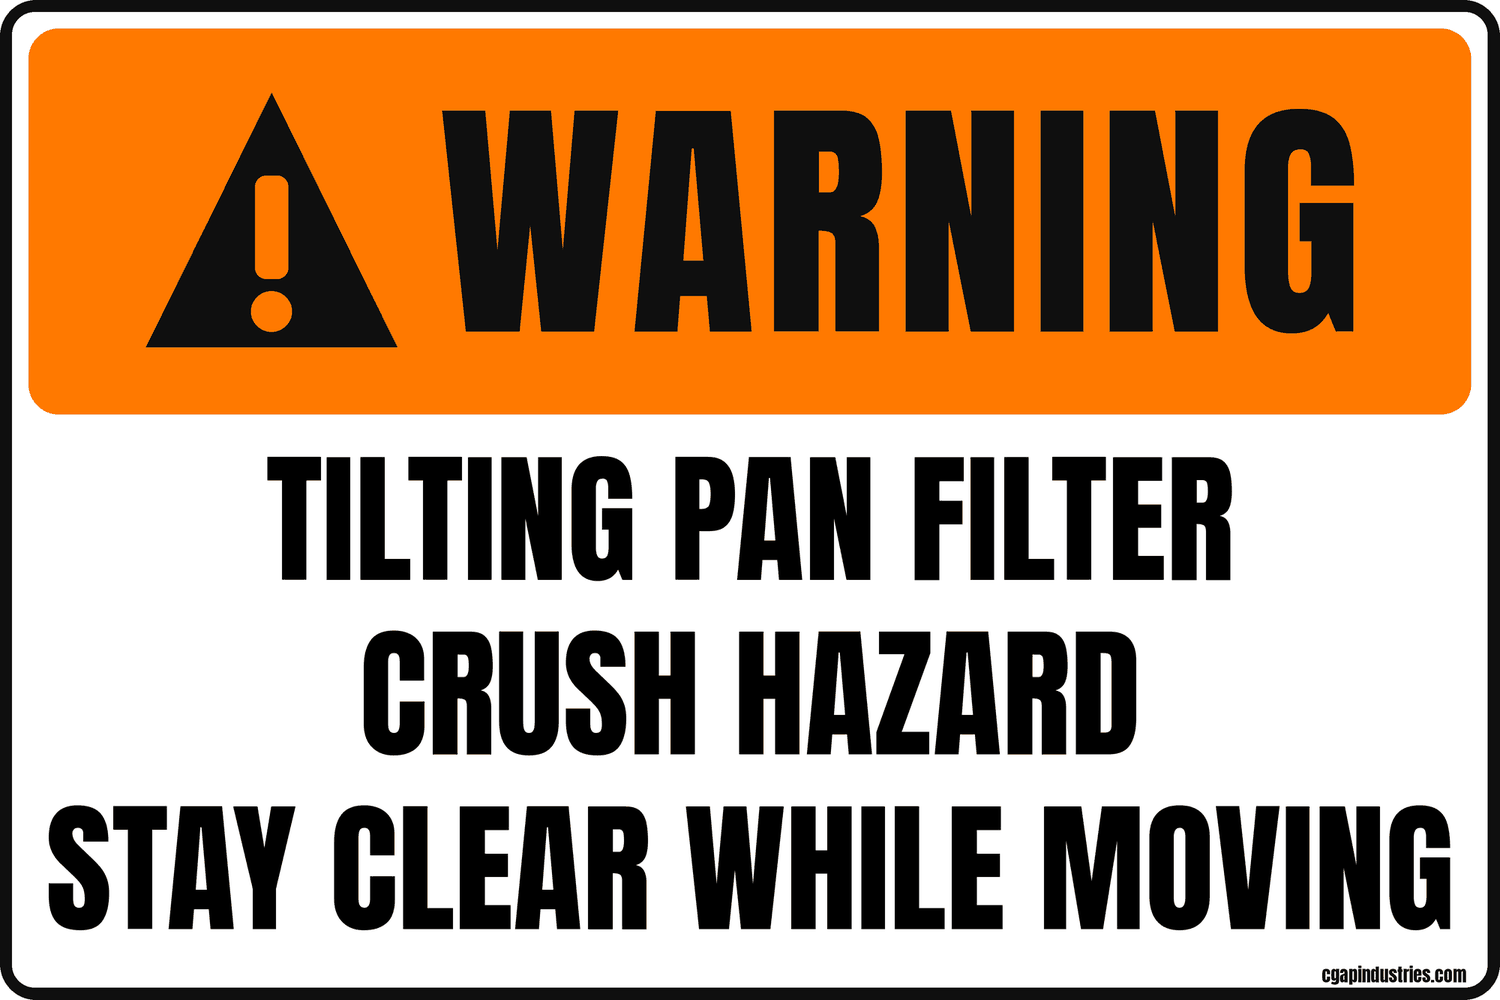 WARNING
TILTING PAN FILTER
CRUSH HAZARD
STAY CLEAR WHILE MOVING
cgapindustries.com